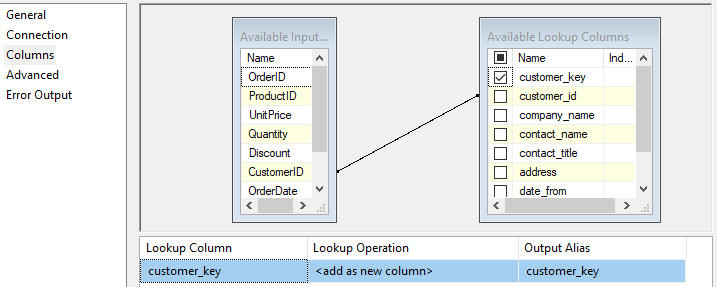 General
Connection
Columns
Advanced
Error Output
Available Input...
Name
OrderID
ProductID
UnitPrice
Quantity
Discount
CustomerID
OrderDate
Available Lookup Columns
Name Ind...
customer_key
customer_id
company_name
contact_name
contact_title
address
date_from
Lookup Column Lookup Operation Output Alias
customer_key <add as new column> customer_key